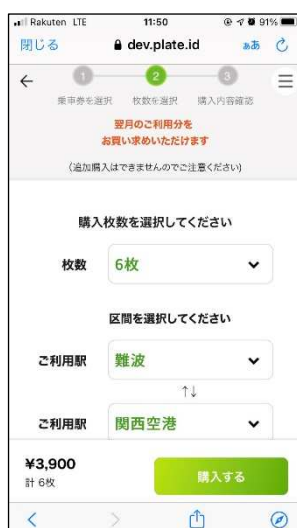 Rakuten LTE 11:50 91%
閉じる dev.plate.id ぁあ
1 2 3
乗車券を選択 枚数を選択 購入内容確認
翌月のご利用分を
お買い求めいただけます
(追加購入はできませんのでご注意ください)
購入枚数を選択してください
枚数 6枚
区間を選択してください
ご利用駅 難波
↑↓
ご利用駅 関西空港
¥3,900
計 6枚
購入する